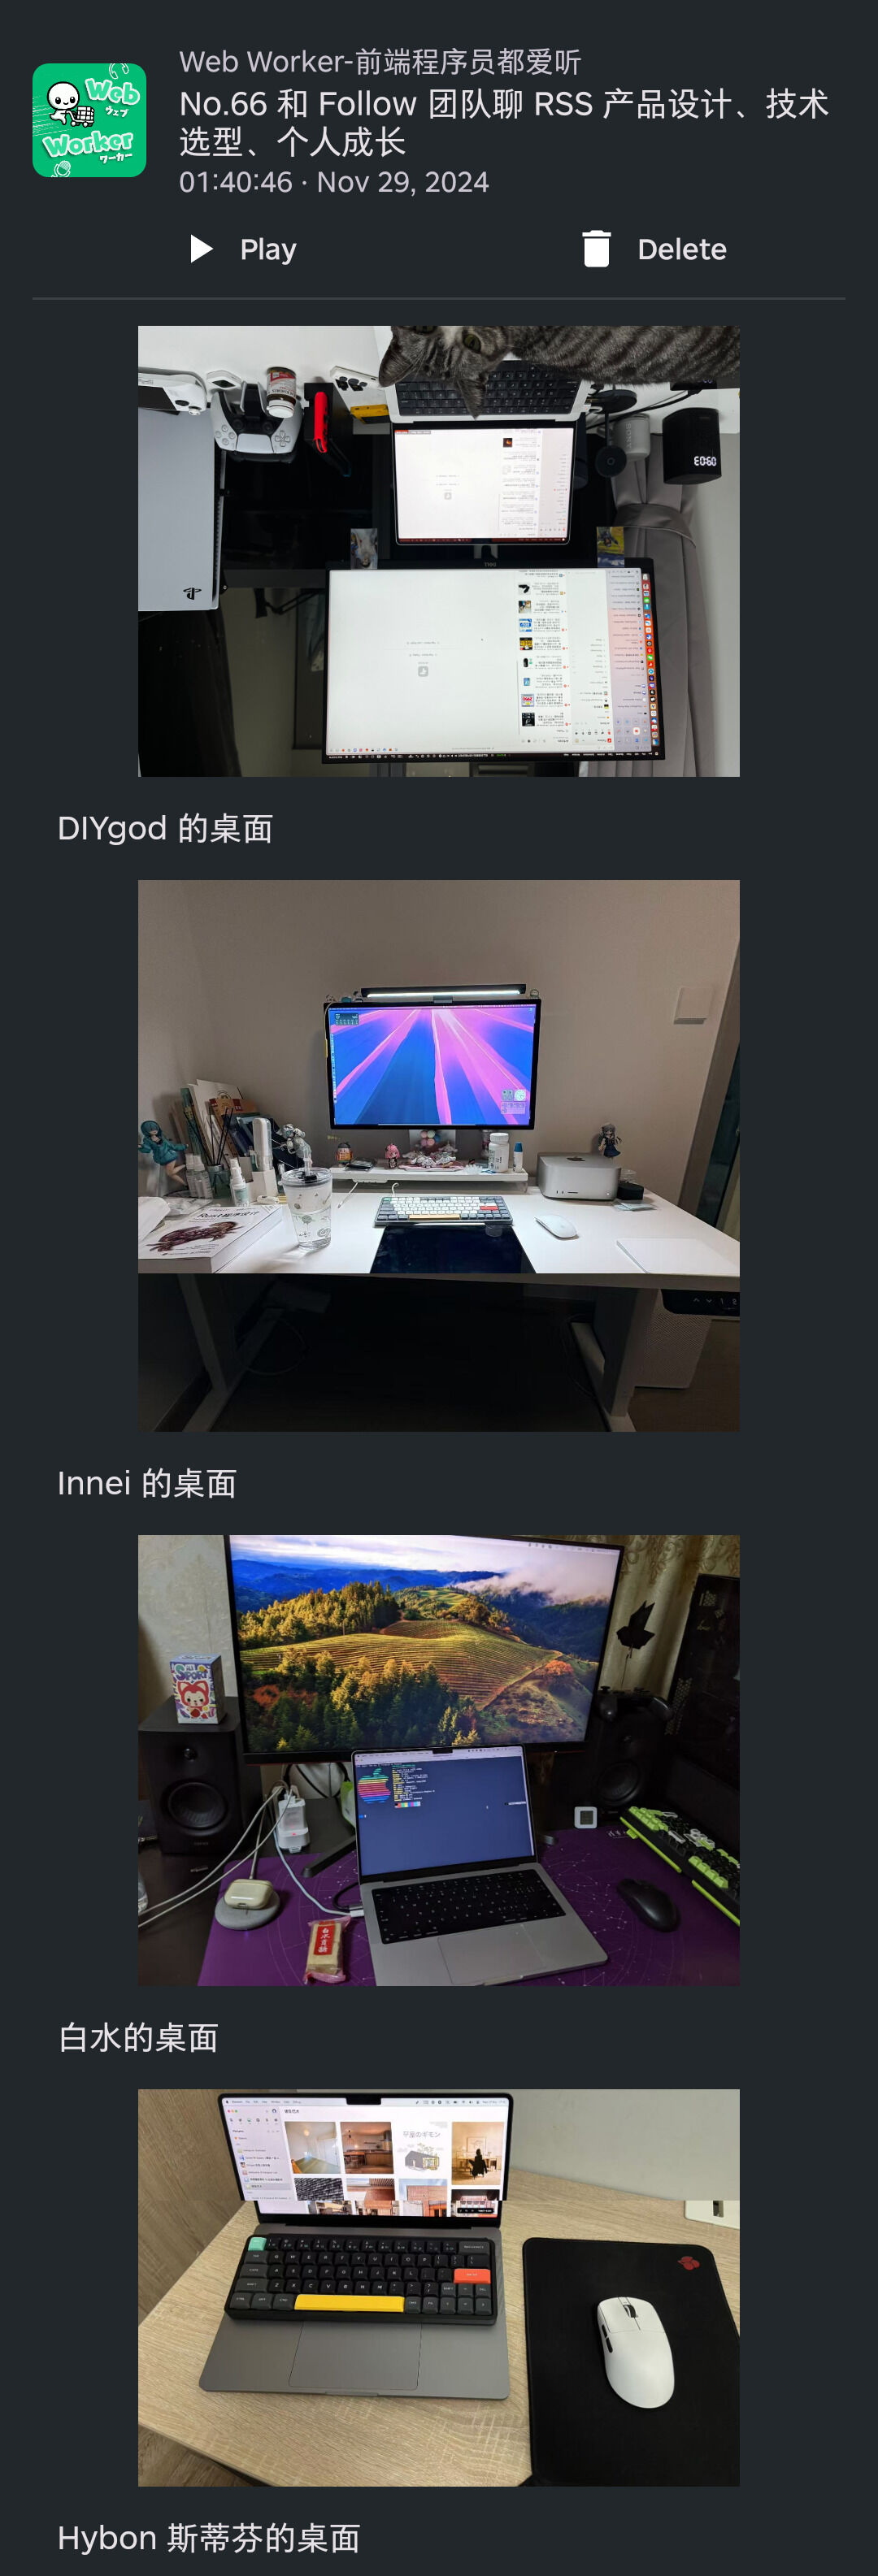 Web Worker-前端程序员都爱听
No.66 和 Follow 团队聊 RSS 产品设计、技术
选型、个人成长
01:40:46 · Nov 29, 2024
Web
ウェブ
Worker
ワーカー
Play
Delete
DIYgod 的桌面
Innei 的桌面
白水的桌面
Hybon 斯蒂芬的桌面